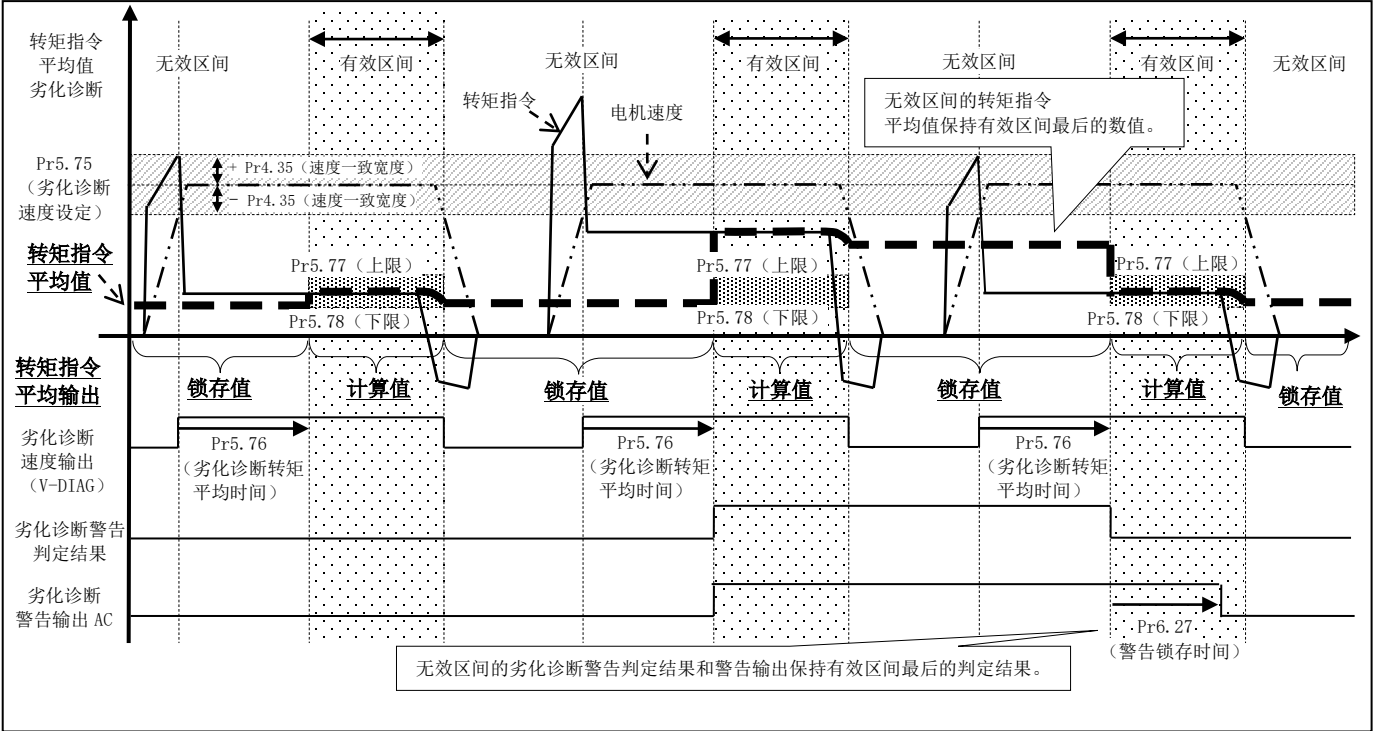 转矩指令
平均值
劣化诊断
无效区间
有效区间
无效区间
有效区间
无效区间
有效区间
无效区间
转矩指令
电机速度
无效区间的转矩指令
平均值保持有效区间最后的数值。
Pr5.75
（劣化诊断
速度设定）
+ Pr4.35（速度一致宽度）
- Pr4.35（速度一致宽度）
转矩指令
平均值
Pr5.77（上限）
Pr5.77（上限）
Pr5.77（上限）
Pr5.78（下限）
Pr5.78（下限）
Pr5.78（下限）
转矩指令
平均输出
锁存值
计算值
锁存值
计算值
锁存值
计算值
锁存值
劣化诊断
速度输出
（V-DIAG）
Pr5.76
（劣化诊断转矩
平均时间）
Pr5.76
（劣化诊断转矩
平均时间）
Pr5.76
（劣化诊断转矩
平均时间）
劣化诊断警告
判定结果
劣化诊断
警告输出 AC
Pr6.27
（警告锁存时间）
无效区间的劣化诊断警告判定结果和警告输出保持有效区间最后的判定结果。